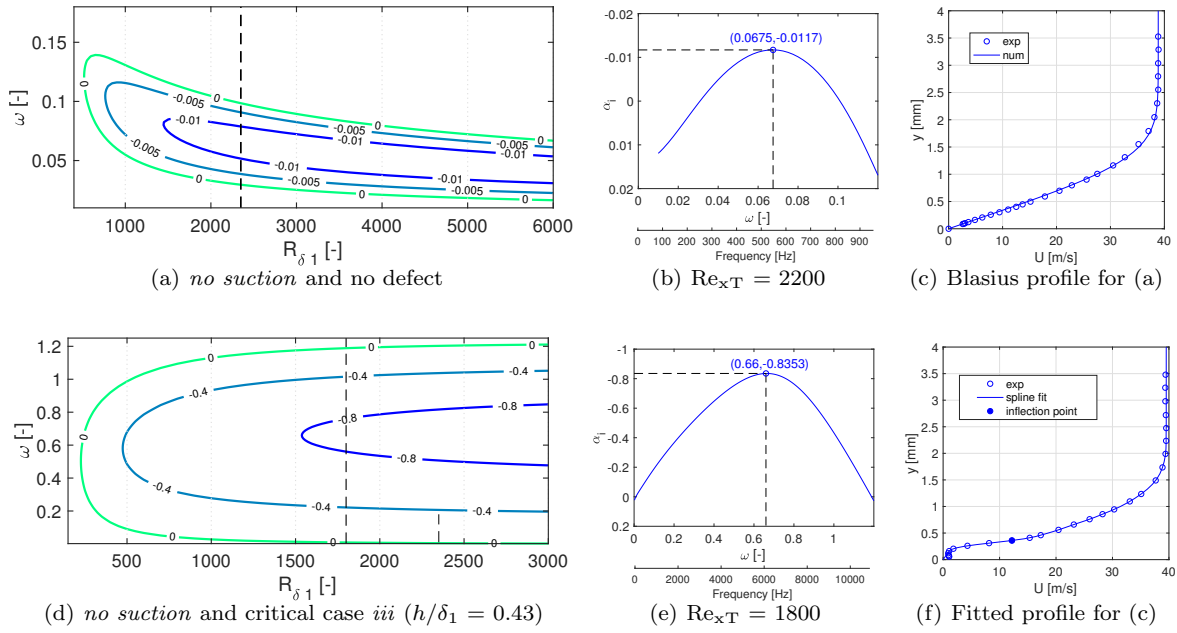 0.15
0.1
0.05
ω [-]
0
0
-0.005
-0.005
-0.01
-0.01
-0.01
-0.01
-0.005
-0.005
0
0
1000 2000 3000 4000 5000 6000
R δ 1 [-]
(a) no suction and no defect
-0.02
-0.01
0
0.01
0.02
α i
(0.0675,-0.0117)
0 0.02 0.04 0.06 0.08 0.1
ω [-]
0 100 200 300 400 500 600 700 800 900
Frequency [Hz]
(b) Re xT = 2200
4
3.5
3
2.5
2
1.5
1
0.5
0
y [mm]
exp
num
0 10 20 30 40
U [m/s]
(c) Blasius profile for (a)
1.2
1.0
0.8
0.6
0.4
0.2
ω [-]
0
0
-0.4
-0.4
-0.8
-0.8
-0.4
-0.4
0
0
0
500 1000 1500 2000 2500 3000
R δ 1 [-]
(d) no suction and critical case iii (h/δ1 = 0.43)
-1
-0.8
-0.6
-0.4
-0.2
0
0.2
α i
(0.66,-0.8353)
0 0.2 0.4 0.6 0.8 1
ω [-]
0 2000 4000 6000 8000 10000
Frequency [Hz]
(e) Re xT = 1800
4
3.5
3
2.5
2
1.5
1
0.5
0
y [mm]
exp
spline fit
inflection point
0 10 20 30 40
U [m/s]
(f) Fitted profile for (c)